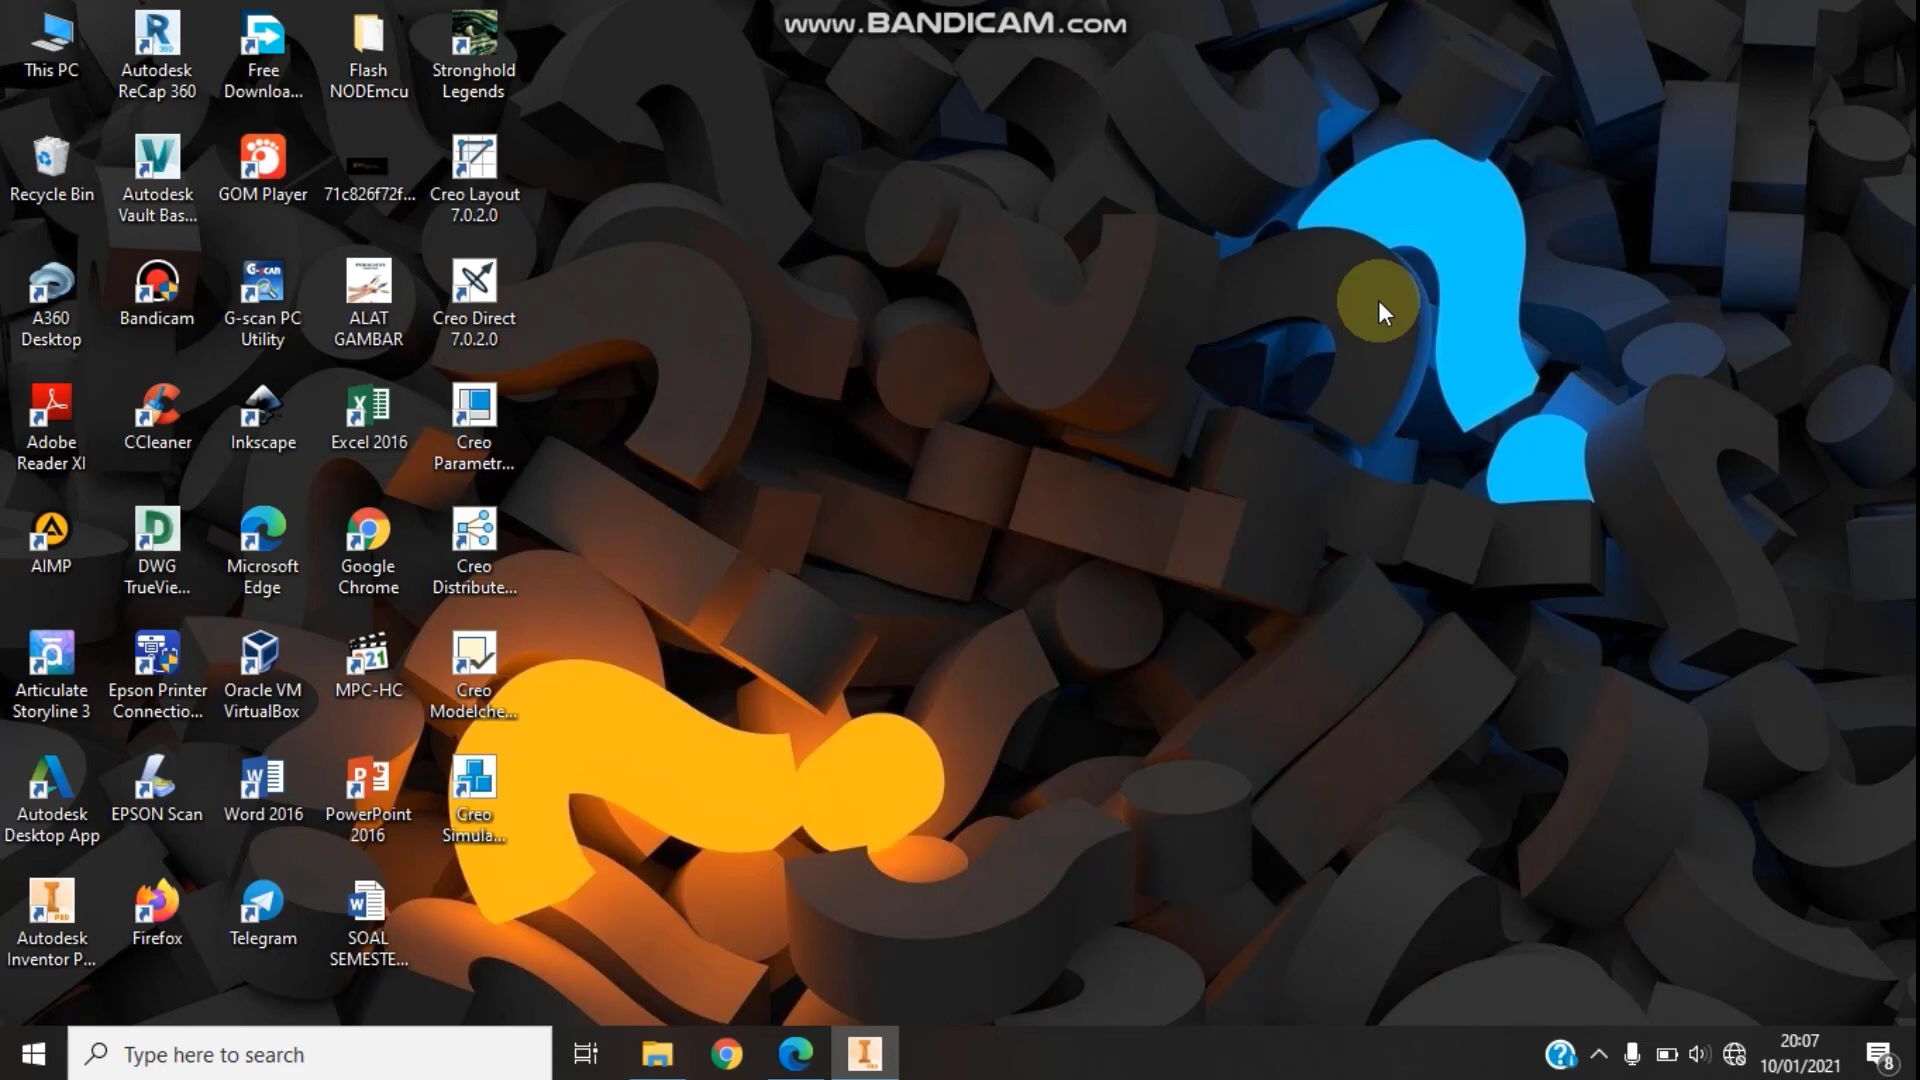 www.BANDICAM.com
This PC
Autodesk
ReCap 360
Free
Downloa...
Flash
NODEmcu
Stronghold
Legends
Recycle Bin
Autodesk
Vault Bas...
GOM Player
71c826f72f...
Creo Layout
7.0.2.0
A360
Desktop
Bandicam
G-scan PC
Utility
ALAT
GAMBAR
Creo Direct
7.0.2.0
Adobe
Reader XI
CCleaner
Inkscape
Excel 2016
Creo
Parametr...
AIMP
DWG
TrueVie...
Microsoft
Edge
Google
Chrome
Creo
Distribute...
Articulate
Storyline 3
Epson Printer
Connectio...
Oracle VM
VirtualBox
MPC-HC
Creo
Modelche...
Autodesk
Desktop App
EPSON Scan
Word 2016
PowerPoint
2016
Creo
Simula...
Autodesk
Inventor P...
Firefox
Telegram
SOAL
SEMESTE...
Type here to search
20:07
10/01/2021
8